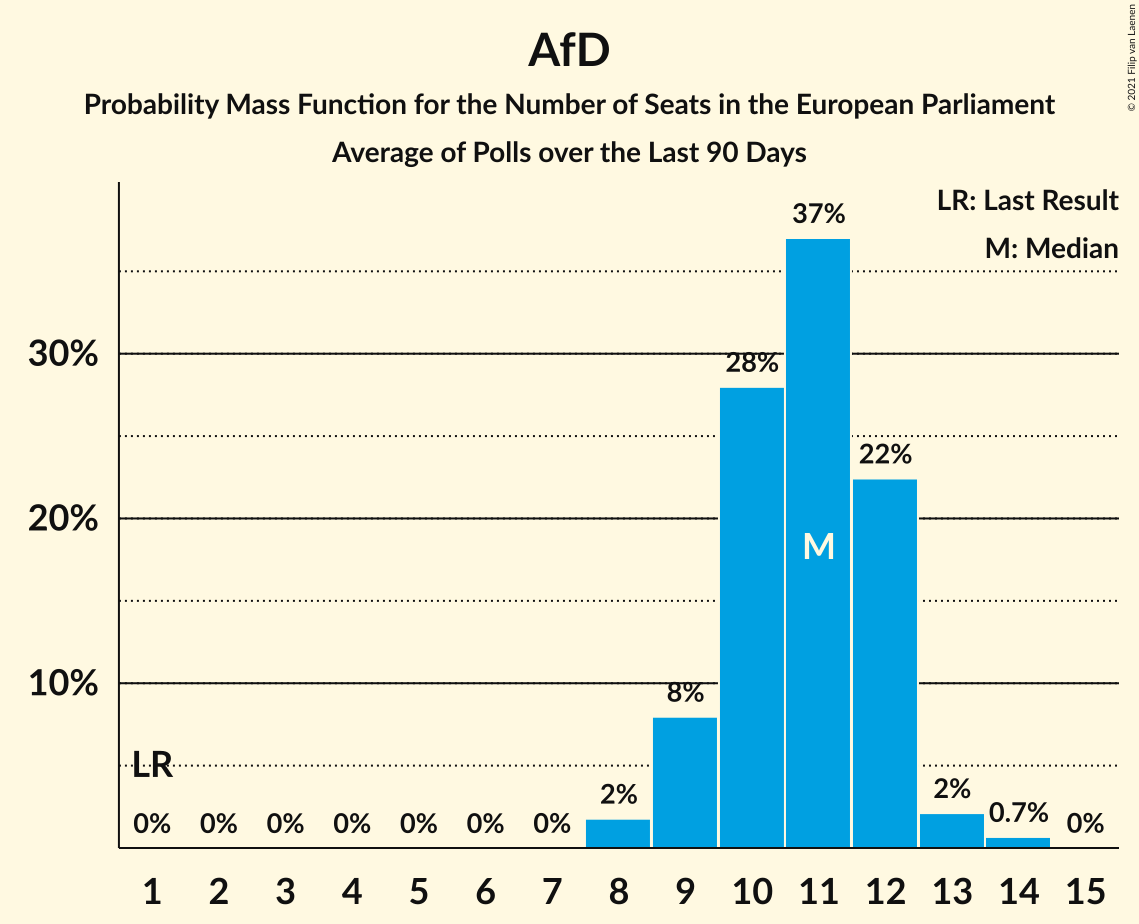 AfD
Probability Mass Function for the Number of Seats in the European Parliament
Average of Polls over the Last 90 Days
© 2021 Filip van Laenen
LR: Last Result
M: Median
37%
30%
28%
22%
20%
M
10%
8%
LR
2%
2%
0.7%
0% 0% 0% 0% 0% 0% 0% 0%
1 2 3 4 5 6 7 8 9 10 11 12 13 14 15